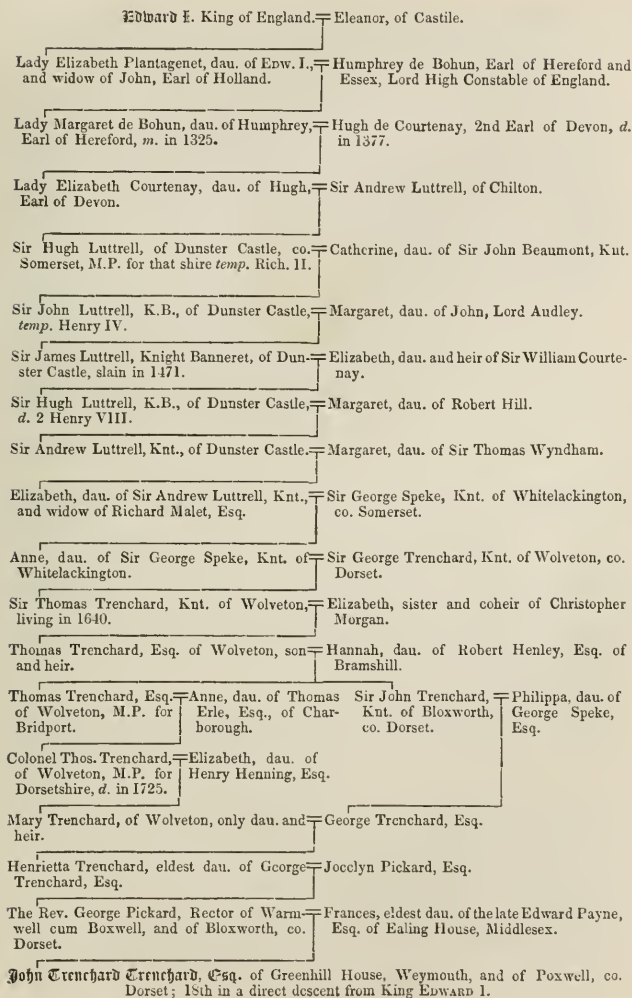 Edward I. King of England.=Eleanor, of Castile.
Lady Elizabeth Plantagenet, dau. of Edw. I.,=Humphrey de Bohun, Earl of Hereford and
and widow of John, Earl of Holland. Essex, Lord High Constable of England.
Lady Margaret de Bohun, dau. of Humphrey,=Hugh de Courtenay, 2nd Earl of Devon, d.
Earl of Hereford, m. in 1325. in 1377.
Lady Elizabeth Courtenay, dau. of Hugh,=Sir Andrew Luttrell, of Chilton.
Earl of Devon.
Sir Hugh Luttrell, of Dunster Castle, co.=Catherine, dau. of Sir John Beaumont, Knt.
Somerset, M.P. for that shire temp. Rich. II.
Sir John Luttrell, K.B., of Dunster Castle,=Margaret, dau. of John, Lord Audley.
temp. Henry IV.
Sir James Luttrell, Knight Banneret, of Dun-=Elizabeth, dau. and heir of Sir William Courte-
ster Castle, slain in 1471. nay.
Sir Hugh Luttrell, K.B., of Dunster Castle,=Margaret, dau. of Robert Hill.
d. 2 Henry VIII.
Sir Andrew Luttrell, Knt., of Dunster Castle.=Margaret, dau. of Sir Thomas Wyndham.
Elizabeth, dau. of Sir Andrew Luttrell, Knt.,=Sir George Speke, Knt. of Whitelackington,
and widow of Richard Malet, Esq. co. Somerset.
Anne, dau. of Sir George Speke, Knt. of=Sir George Trenchard, Knt. of Wolveton, co.
Whitelackington. Dorset.
Sir Thomas Trenchard, Knt. of Wolveton,=Elizabeth, sister and coheir of Christopher
living in 1640. Morgan.
Thomas Trenchard, Esq. of Wolveton, son=Hannah, dau. of Robert Henley, Esq. of
and heir. Bramshill.
Thomas Trenchard, Esq.=Anne, dau. of Thomas Sir John Trenchard,=Philippa, dau. of
of Wolveton, M.P. for Erle, Esq., of Char- Knt. of Bloxworth, George Speke,
Bridport. borough. co. Dorset. Esq.
Colonel Thos. Trenchard,=Elizabeth, dau. of
of Wolveton, M.P. for Henry Henning, Esq.
Dorsetshire, d. in 1725.
Mary Trenchard, of Wolveton, only dau. and=George Trenchard, Esq.
heir.
Henrietta Trenchard, eldest dau. of George=Jocelyn Pickard, Esq.
Trenchard, Esq.
The Rev. George Pickard, Rector of Warm-=Frances, eldest dau. of the late Edward Payne,
well cum Boxwell, and of Bloxworth, co. Esq. of Ealing House, Middlesex.
Dorset.
John Trenchard Trenchard, Esq. of Greenhill House, Weymouth, and of Poxwell, co.
Dorset; 18th in a direct descent from King Edward I.